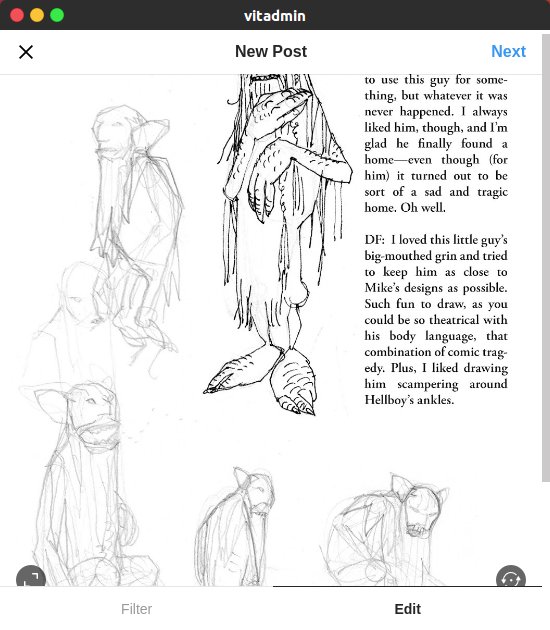 vitadmin
New Post
Next
to use this guy for some-
thing, but whatever it was
never happened. I always
liked him, though, and I'm
glad he finally found a
home—even though (for
him) it turned out to be
sort of a sad and tragic
home. Oh well.
DF: I loved this little guy's
big-mouthed grin and tried
to keep him as close to
Mike's designs as possible.
Such fun to draw, as you
could be so theatrical with
his body language, that
combination of comic trag-
edy. Plus, I liked drawing
him scampering around
Hellboy's ankles.
Filter
Edit